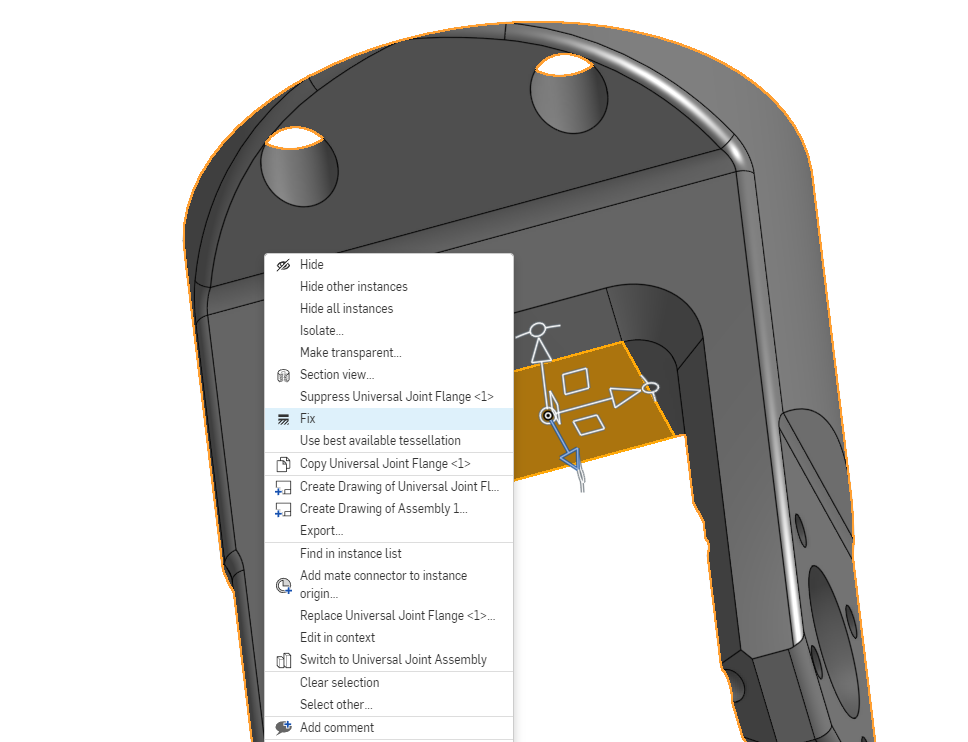 Hide
Hide other instances
Hide all instances
Isolate...
Make transparent...
Section view...
Suppress Universal Joint Flange <1>
Fix
Use best available tessellation
Copy Universal Joint Flange <1>
Create Drawing of Universal Joint Fl...
Create Drawing of Assembly 1...
Export...
Find in instance list
Add mate connector to instance
origin...
Replace Universal Joint Flange <1>...
Edit in context
Switch to Universal Joint Assembly
Clear selection
Select other...
Add comment